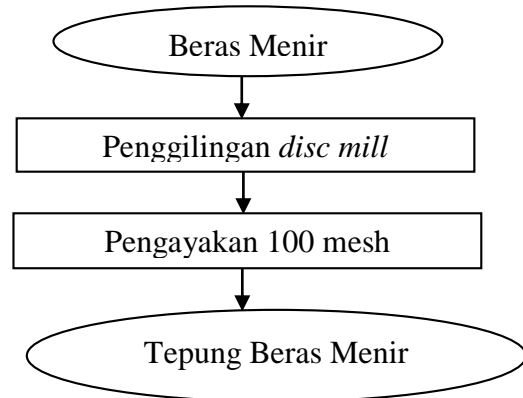 Beras Menir
Penggilingan disc mill
Pengayakan 100 mesh
Tepung Beras Menir